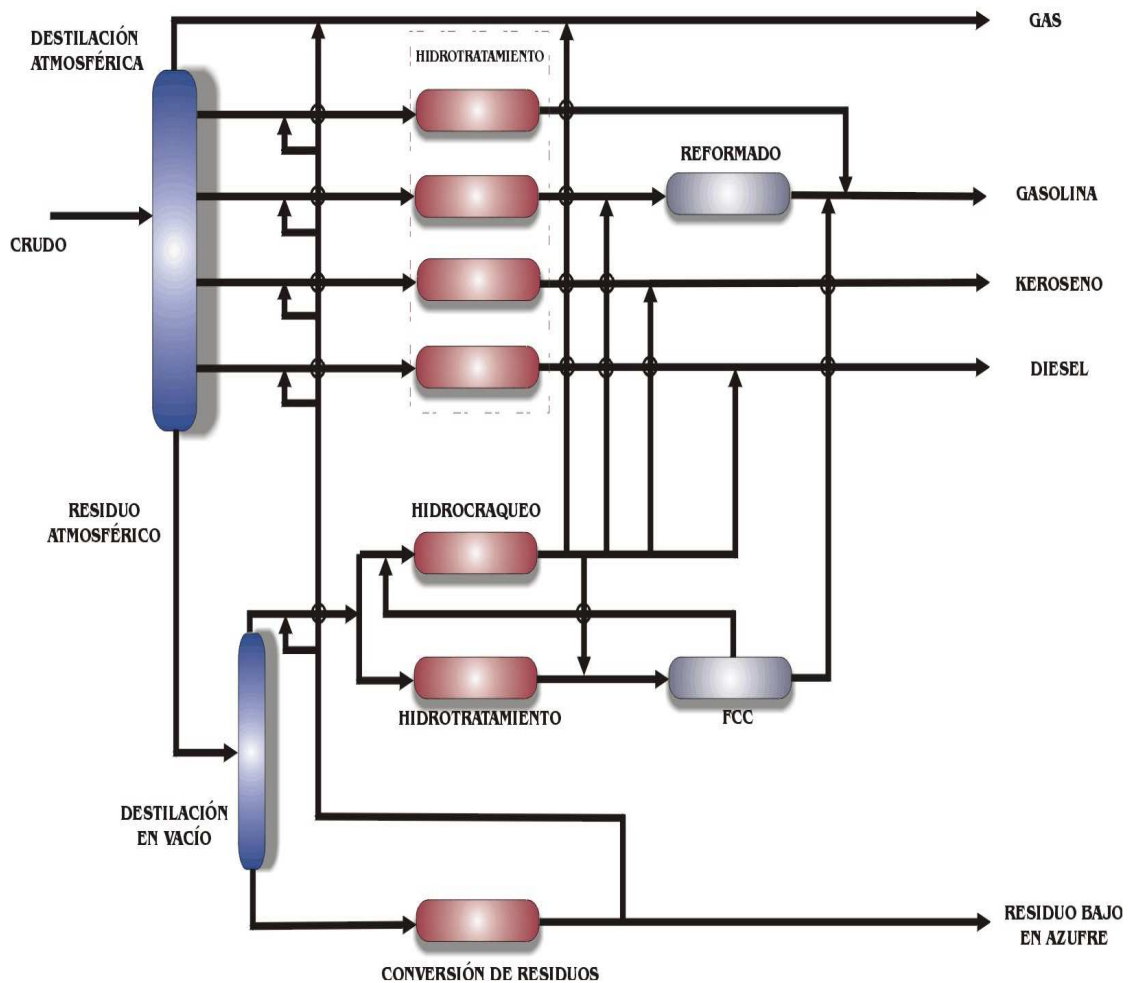 GAS
DESTILACIÓN
ATMOSFÉRICA
HIDROTRATAMIENTO
REFORMADO
GASOLINA
CRUDO
KEROSENO
DIESEL
RESIDUO
ATMOSFÉRICO
HIDROCRAQUEO
HIDROTRATAMIENTO
FCC
DESTILACIÓN
EN VACÍO
RESIDUO BAJO
EN AZUFRE
CONVERSIÓN DE RESIDUOS